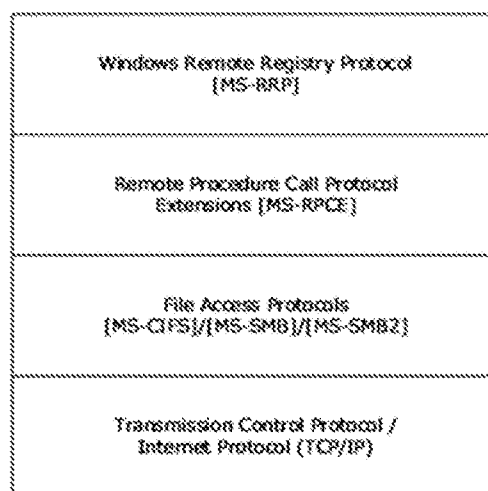 Windows Remote Registry Protocol
[MS-RRP]
Remote Procedure Call Protocol
Extensions [MS-RPCE]
File Access Protocols
[MS-CIFS]/[MS-SMB]/[MS-SMB2]
Transmission Control Protocol /
Internet Protocol (TCP/IP)